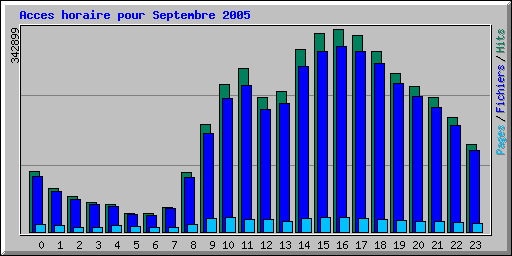 Acces horaire pour Septembre 2005
342899
Pages / Fichiers / Hits
0 1 2 3 4 5 6 7 8 9 10 11 12 13 14 15 16 17 18 19 20 21 22 23